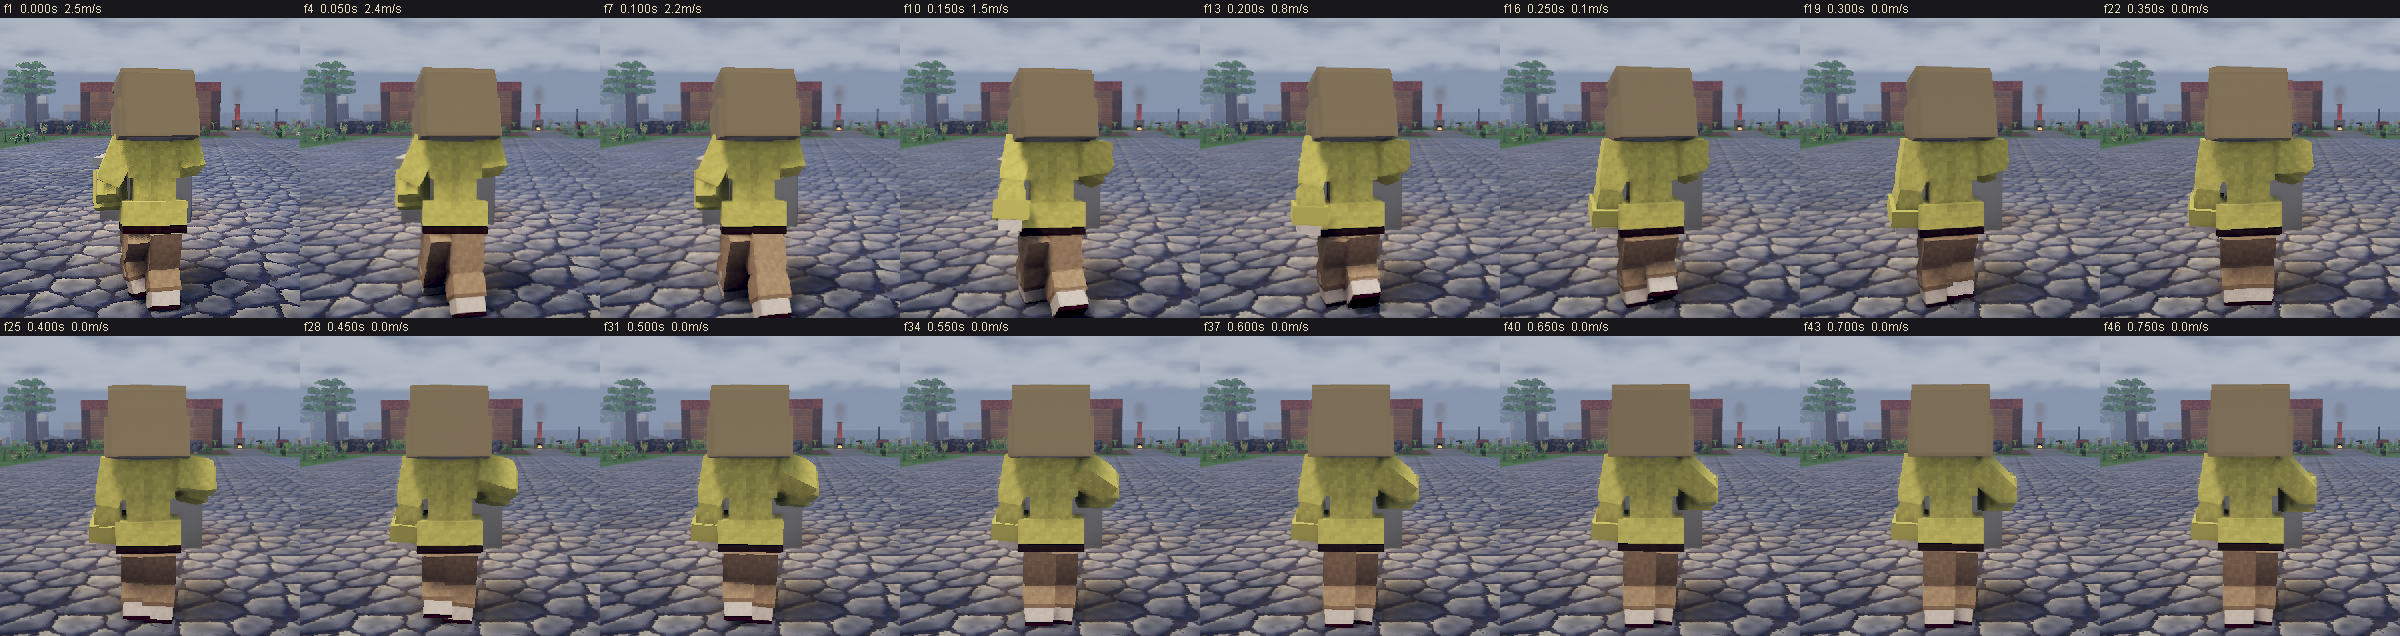 f1 0.000s 2.5m/s
f4 0.050s 2.4m/s
f7 0.100s 2.2m/s
f10 0.150s 1.5m/s
f13 0.200s 0.8m/s
f16 0.250s 0.1m/s
f19 0.300s 0.0m/s
f22 0.350s 0.0m/s
f25 0.400s 0.0m/s
f28 0.450s 0.0m/s
f31 0.500s 0.0m/s
f34 0.550s 0.0m/s
f37 0.600s 0.0m/s
f40 0.650s 0.0m/s
f43 0.700s 0.0m/s
f46 0.750s 0.0m/s